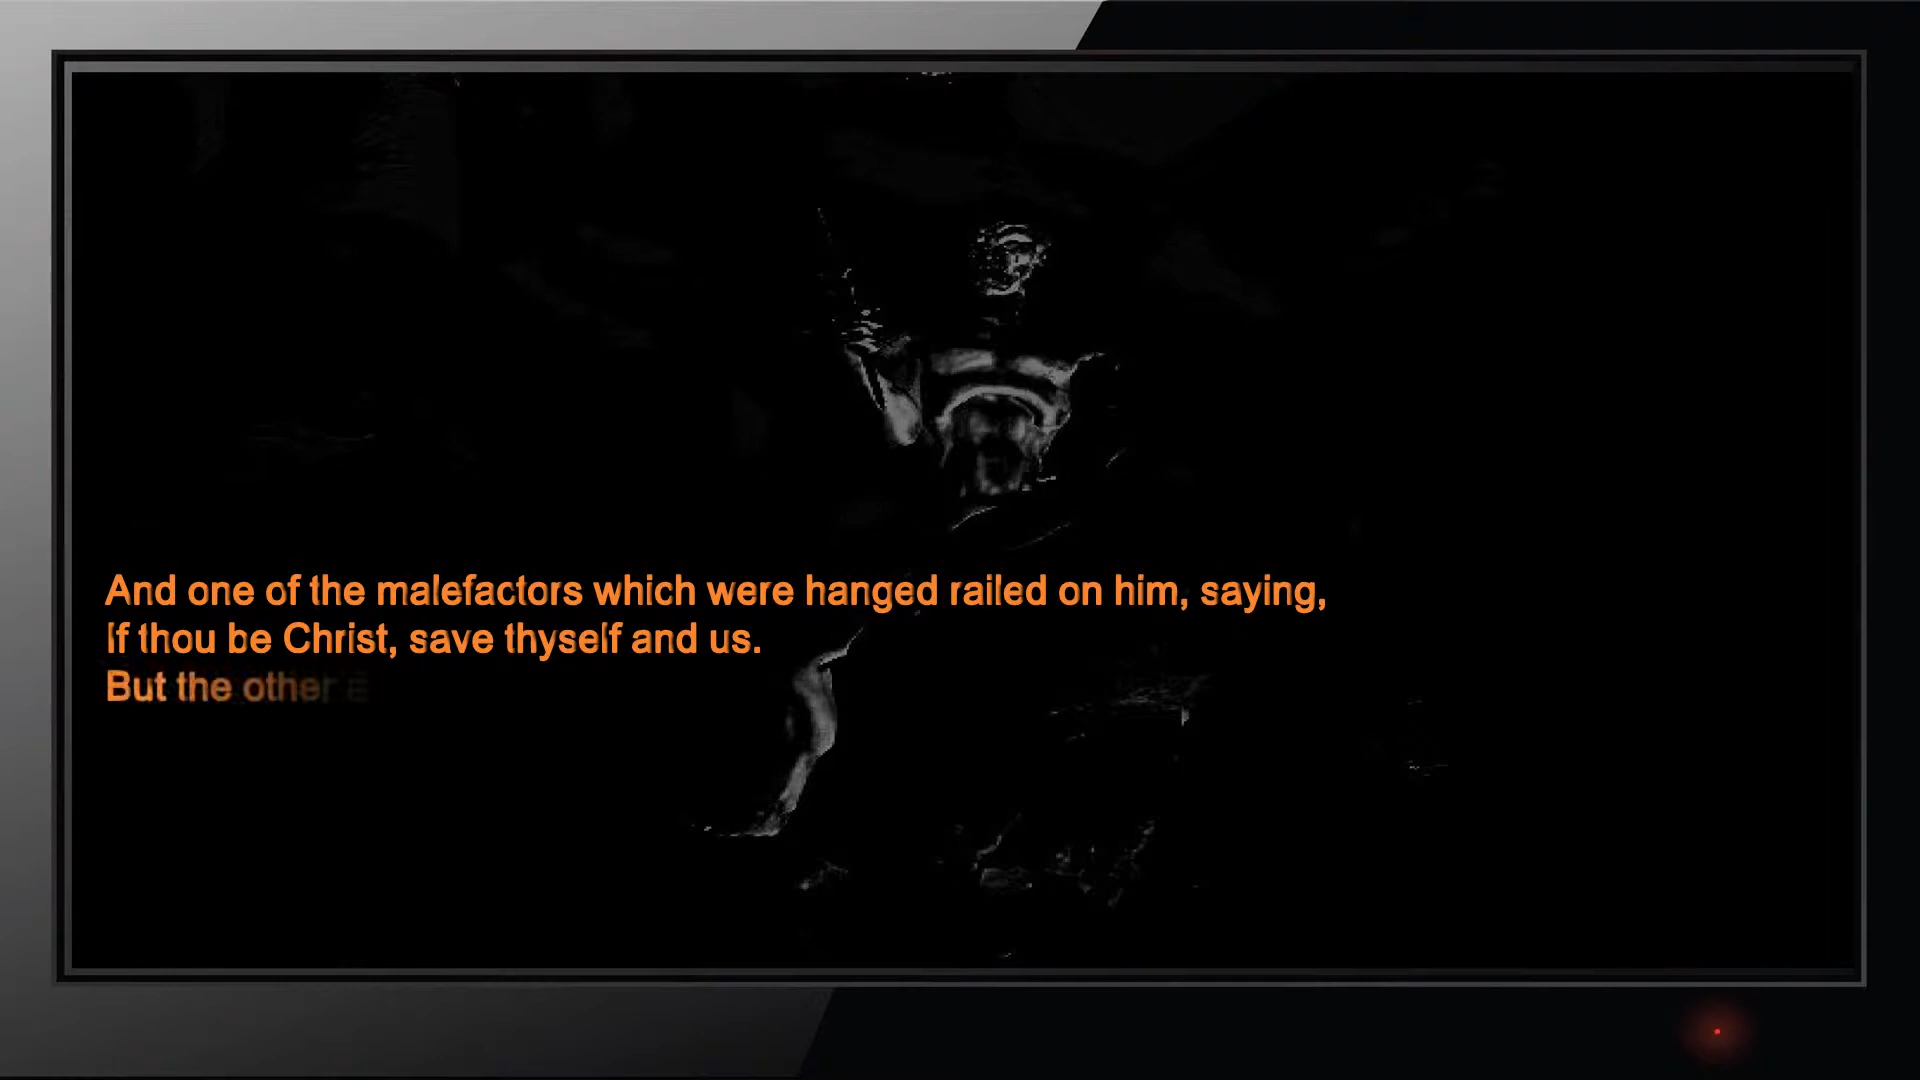 And one of the malefactors which were hanged railed on him, saying,
If thou be Christ, save thyself and us.
But the other